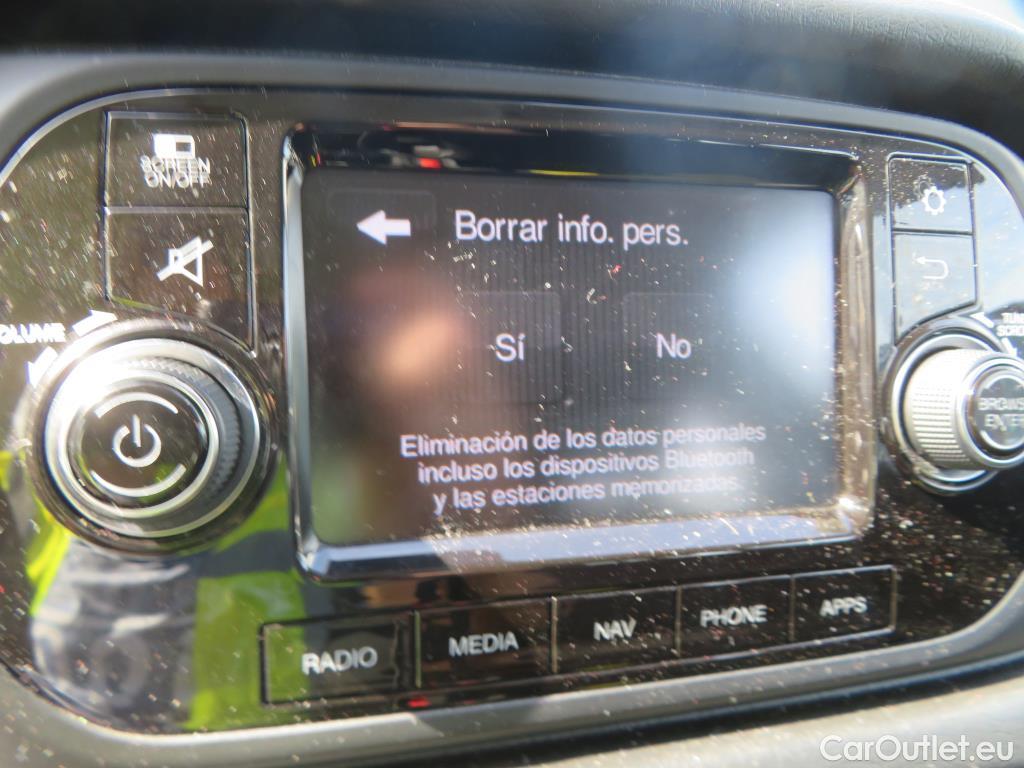 SCREEN
ON/OFF
VOLUME
Borrar info. pers.
Sí
No
Eliminación de los datos personales
incluso los dispositivos Bluetooth
y las estaciones memorizadas.
BROWSE
ENTER
RADIO
MEDIA
NAV
PHONE
APPS
CarOutlet.eu